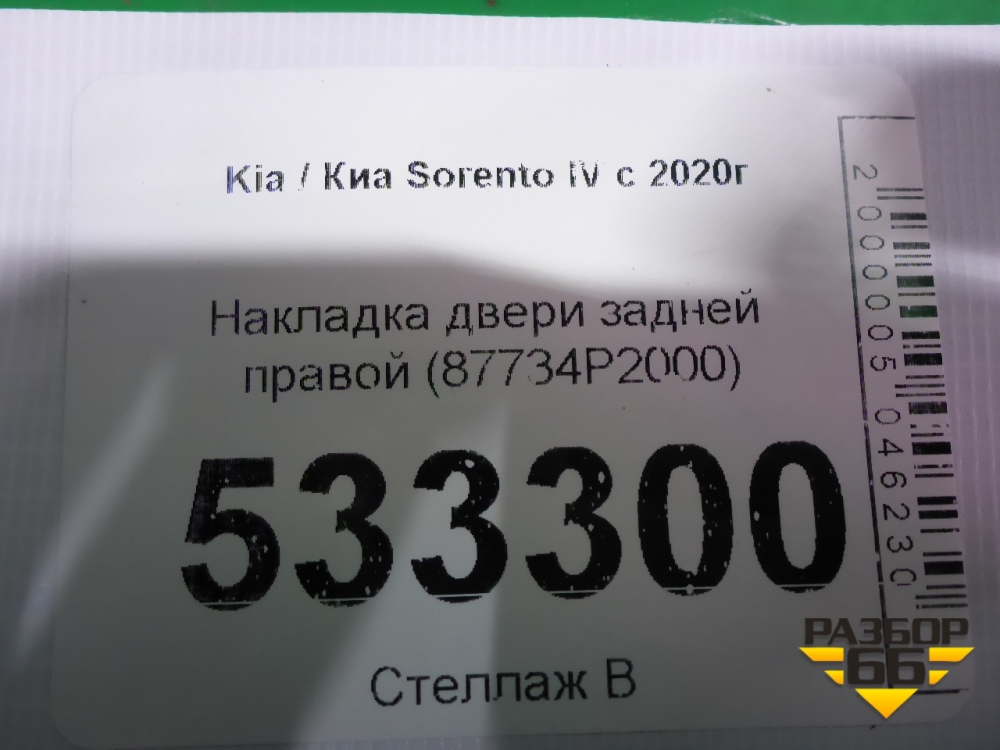 Kia / Киа Sorento IV с 2020г
Накладка двери задней
правой (87734P2000)
533300
Стеллаж В
2000005046230
РАЗБОР
66